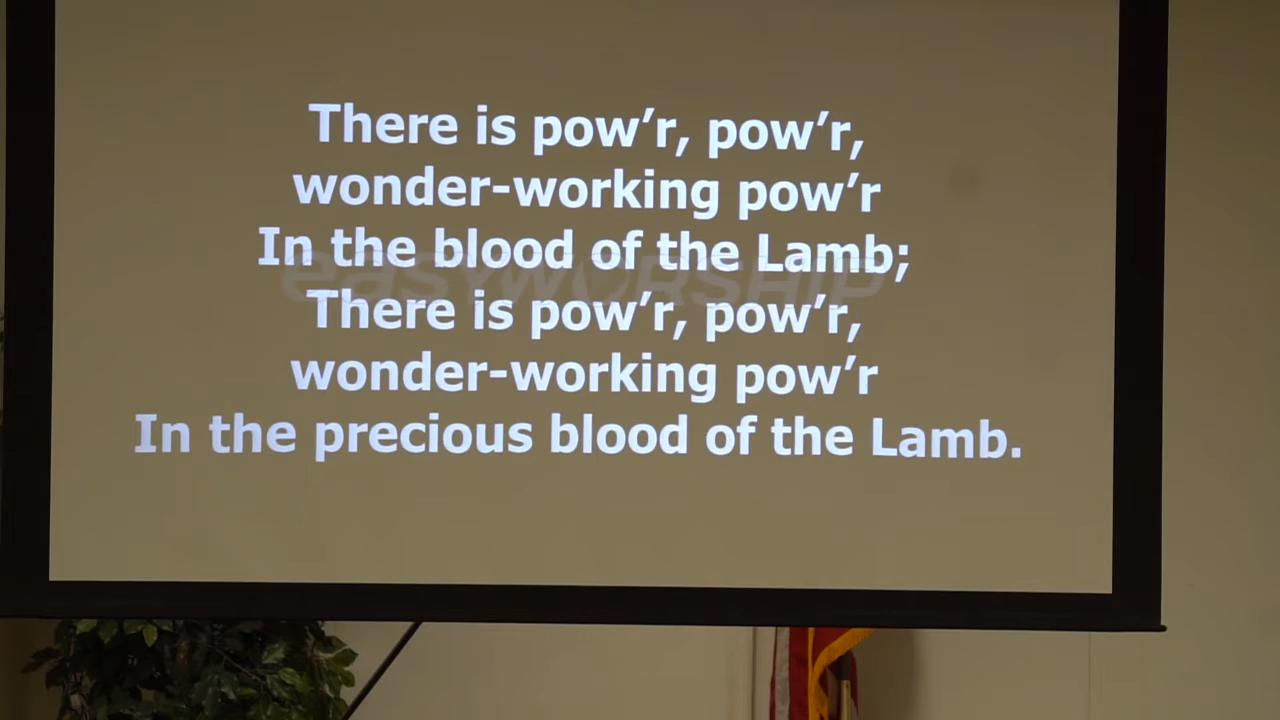 There is pow’r, pow’r,
wonder-working pow’r
In the blood of the Lamb;
easyWORSHIP
There is pow’r, pow’r,
wonder-working pow’r
In the precious blood of the Lamb.